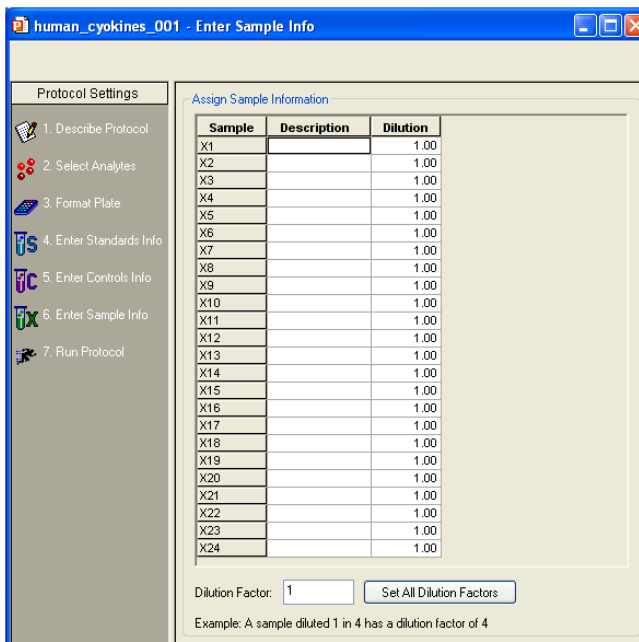 human_cyokines_001 - Enter Sample Info
Protocol Settings
1. Describe Protocol
2. Select Analytes
3. Format Plate
4. Enter Standards Info
5. Enter Controls Info
6. Enter Sample Info
7. Run Protocol
Assign Sample Information
Sample Description Dilution
X1 1.00
X2 1.00
X3 1.00
X4 1.00
X5 1.00
X6 1.00
X7 1.00
X8 1.00
X9 1.00
X10 1.00
X11 1.00
X12 1.00
X13 1.00
X14 1.00
X15 1.00
X16 1.00
X17 1.00
X18 1.00
X19 1.00
X20 1.00
X21 1.00
X22 1.00
X23 1.00
X24 1.00
Dilution Factor: 1 Set All Dilution Factors
Example: A sample diluted 1 in 4 has a dilution factor of 4